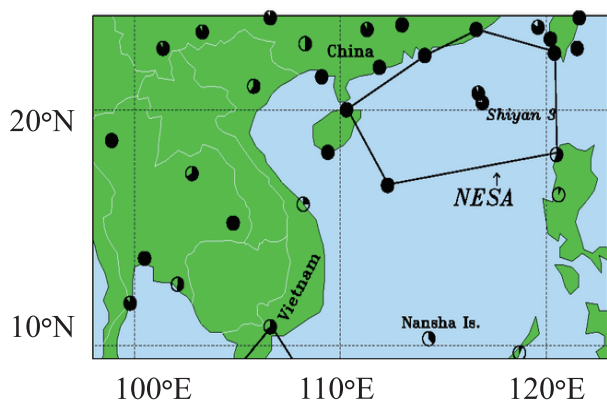 China
20°N
Shiyan 3
NESA
Vietnam
Nansha Is.
10°N
100°E 110°E 120°E